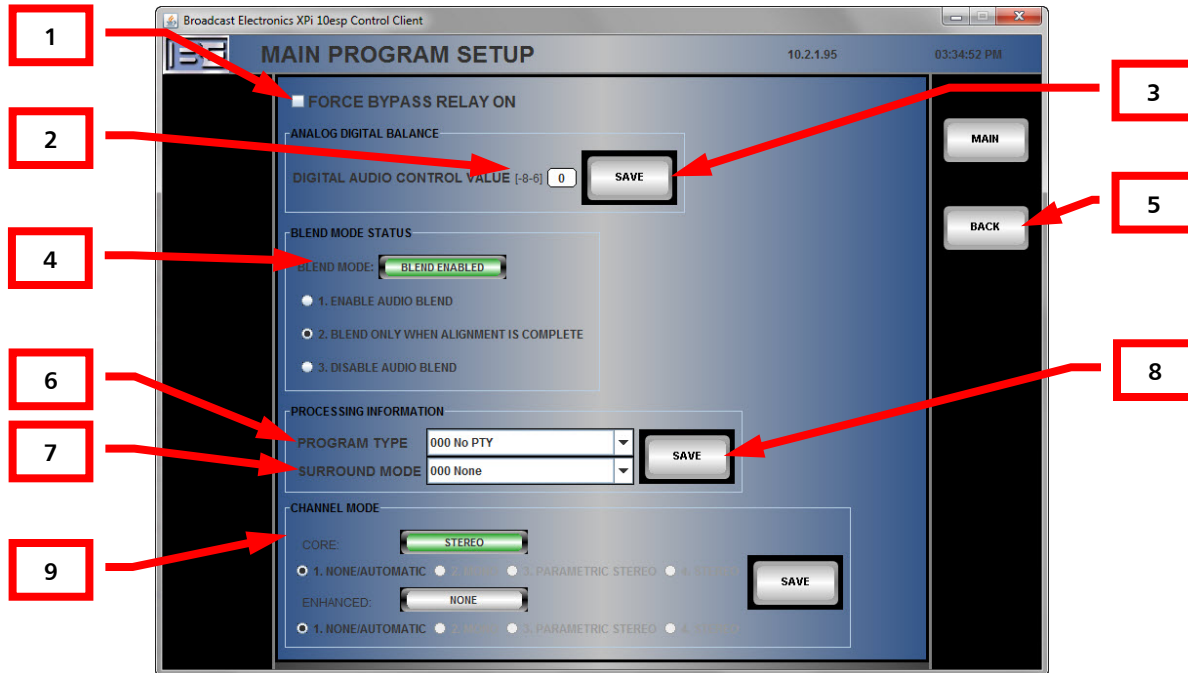 Broadcast Electronics XPi 10esp Control Client
BE
MAIN PROGRAM SETUP
10.2.1.95
03:34:52 PM
1
FORCE BYPASS RELAY ON
3
2
ANALOG DIGITAL BALANCE
DIGITAL AUDIO CONTROL VALUE [-8-6] 0
SAVE
MAIN
5
BACK
4
BLEND MODE STATUS
BLEND MODE: BLEND ENABLED
1. ENABLE AUDIO BLEND
2. BLEND ONLY WHEN ALIGNMENT IS COMPLETE
3. DISABLE AUDIO BLEND
8
6
PROCESSING INFORMATION
PROGRAM TYPE 000 No PTY
7
SURROUND MODE 000 None
SAVE
9
CHANNEL MODE
CORE: STEREO
1. NONE/AUTOMATIC 2. 3. PARAMETRIC STEREO 4.
SAVE
ENHANCED: NONE
1. NONE/AUTOMATIC 2. 3. PARAMETRIC STEREO 4.